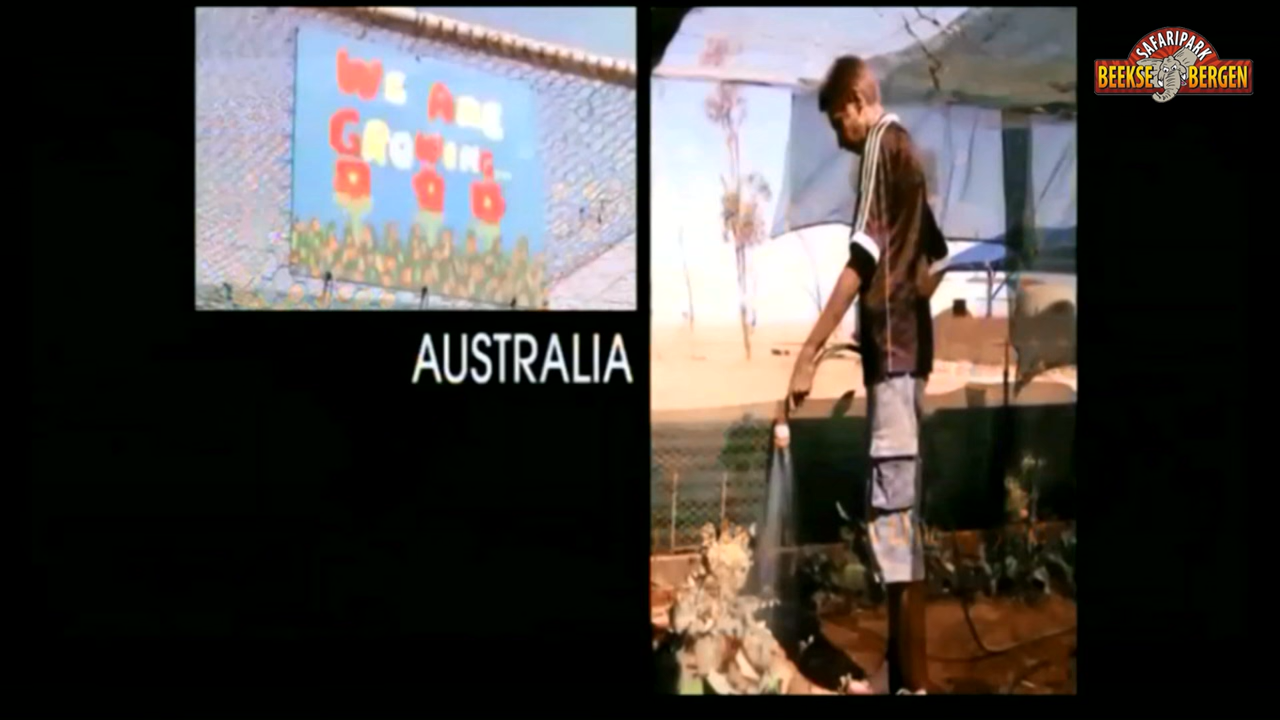 WE ARE
GROWING...
AUSTRALIA
SAFARIPARK
BEEKSE BERGEN